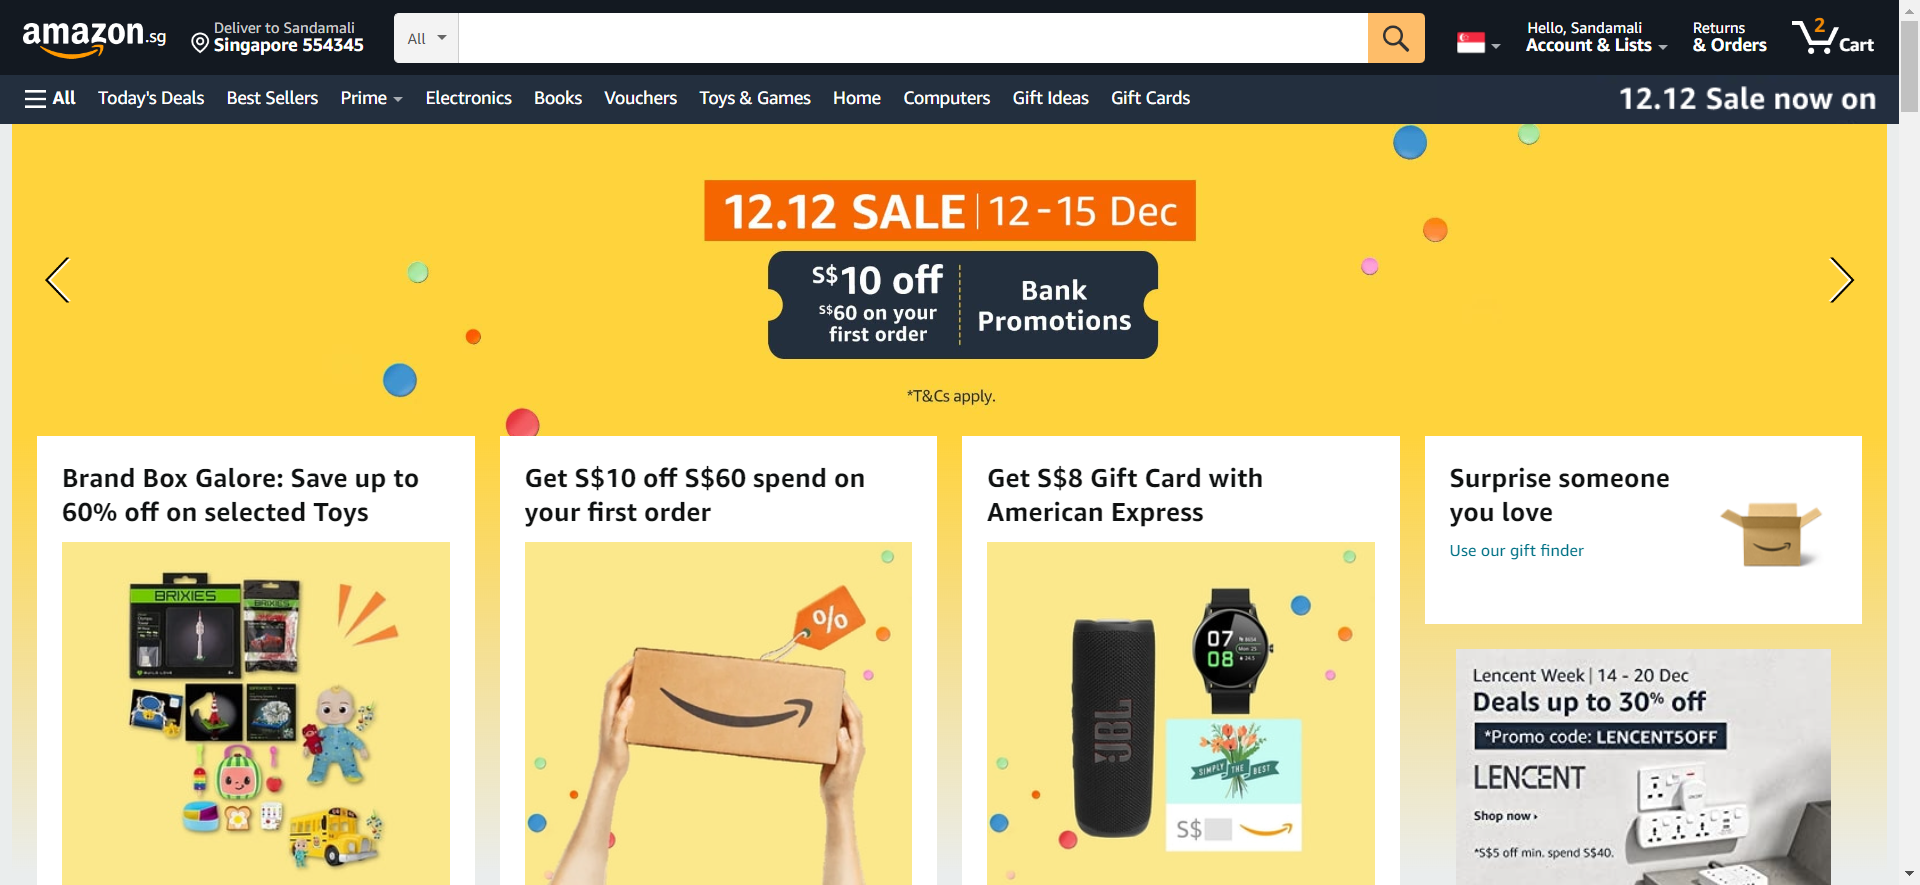 amazon.sg
Deliver to Sandamali
Singapore 554345
All
Hello, Sandamali
Account & Lists
Returns
& Orders
2
Cart
All
Today's Deals
Best Sellers
Prime
Electronics
Books
Vouchers
Toys & Games
Home
Computers
Gift Ideas
Gift Cards
12.12 Sale now on
12.12 SALE | 12 - 15 Dec
S$10 off
S$60 on your
first order
Bank
Promotions
*T&Cs apply.
Brand Box Galore: Save up to
60% off on selected Toys
BRIXIES
BRIXIES
BRIXIES
Get S$10 off S$60 spend on
your first order
%
Get S$8 Gift Card with
American Express
JBL
07
08
SIMPLY THE BEST
S$
Surprise someone
you love
Use our gift finder
Lencent Week | 14 - 20 Dec
Deals up to 30% off
*Promo code: LENCENT5OFF
LENCENT
Shop now ›
*S$5 off min. spend S$40.